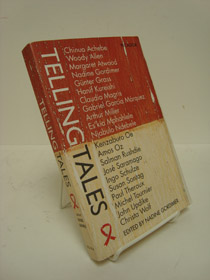 Chinua Achebe
Woody Allen
Margaret Atwood
Nadine Gordimer
Günter Grass
Hanif Kureishi
Claudio Magris
Gabriel García Márquez
Arthur Miller
Es'kia Mphahlele
Njabulo Ndebele
TELLING
TALES
Kenzaburo Oe
Amos Oz
Salman Rushdie
José Saramago
Ingo Schulze
Susan Sontag
Paul Theroux
Michel Tournier
John Updike
Christa Wolf
EDITED BY NADINE GORDIMER
TELLING
TALES